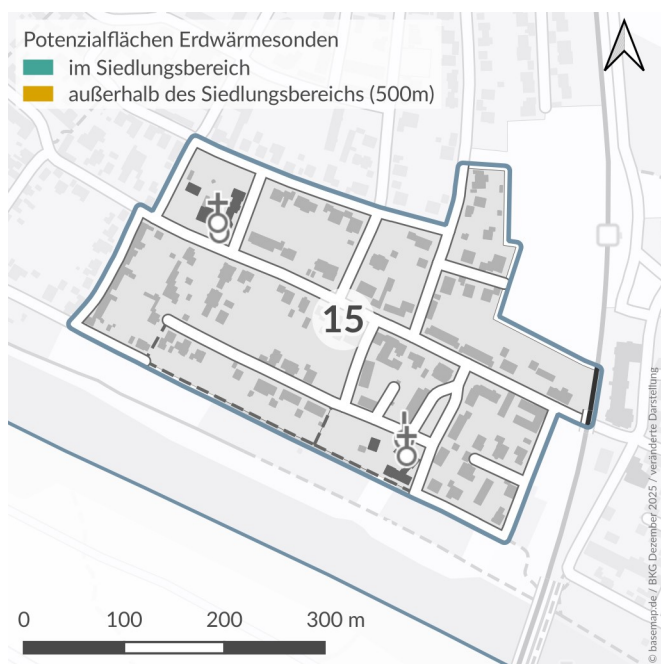 Potenzialflächen Erdwärmesonden
im Siedlungsbereich
außerhalb des Siedlungsbereichs (500m)
15
0 100 200 300 m
© basemap.de / BKG Dezember 2025 / veränderte Darstellung